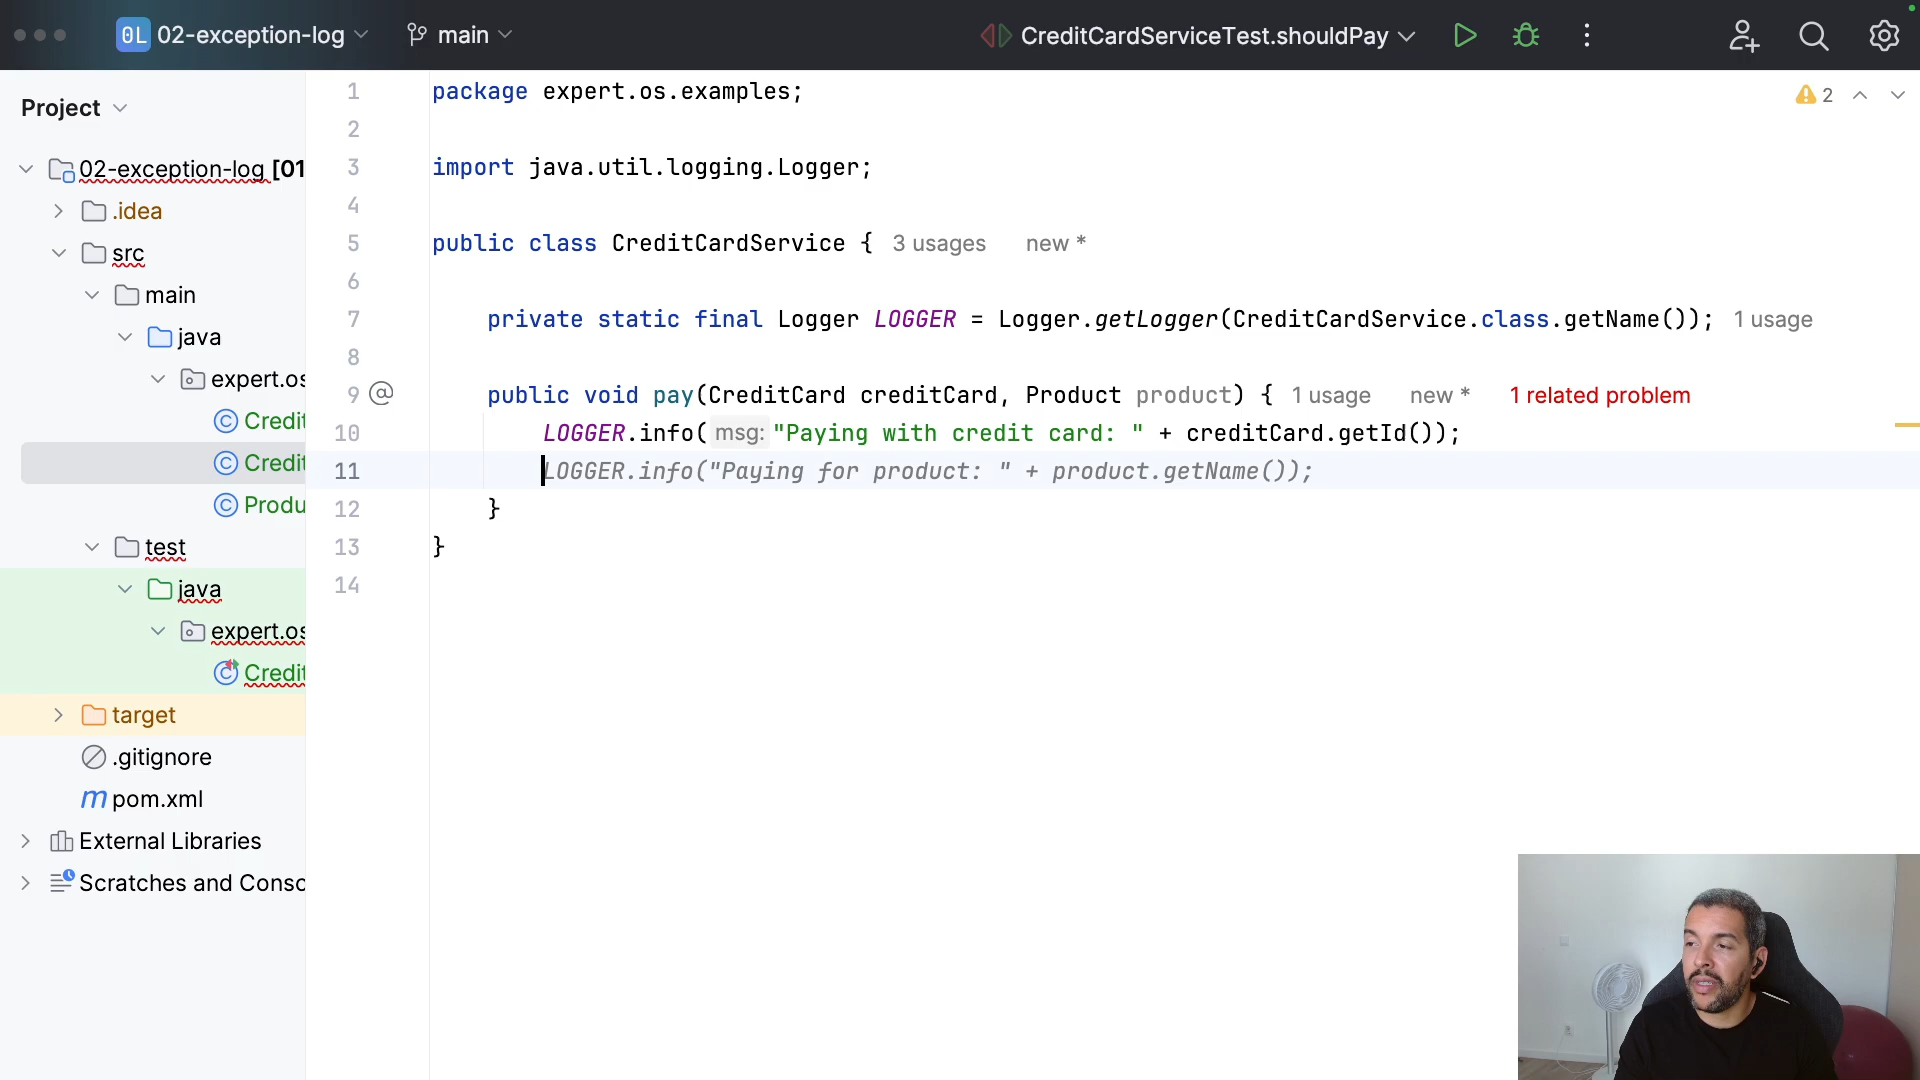 0L 02-exception-log main CreditCardServiceTest.shouldPay
Project
02-exception-log [01
.idea
src
main
java
expert.os
Credit
Credit
Produ
test
java
expert.os
Credit
target
.gitignore
m pom.xml
External Libraries
Scratches and Conso
2
1 package expert.os.examples;
2
3 import java.util.logging.Logger;
4
5 public class CreditCardService { 3 usages new *
6
7 private static final Logger LOGGER = Logger.getLogger(CreditCardService.class.getName()); 1 usage
8
9 @ public void pay(CreditCard creditCard, Product product) { 1 usage new * 1 related problem
10 LOGGER.info( msg: "Paying with credit card: " + creditCard.getId());
11 LOGGER.info("Paying for product: " + product.getName());
12 }
13 }
14